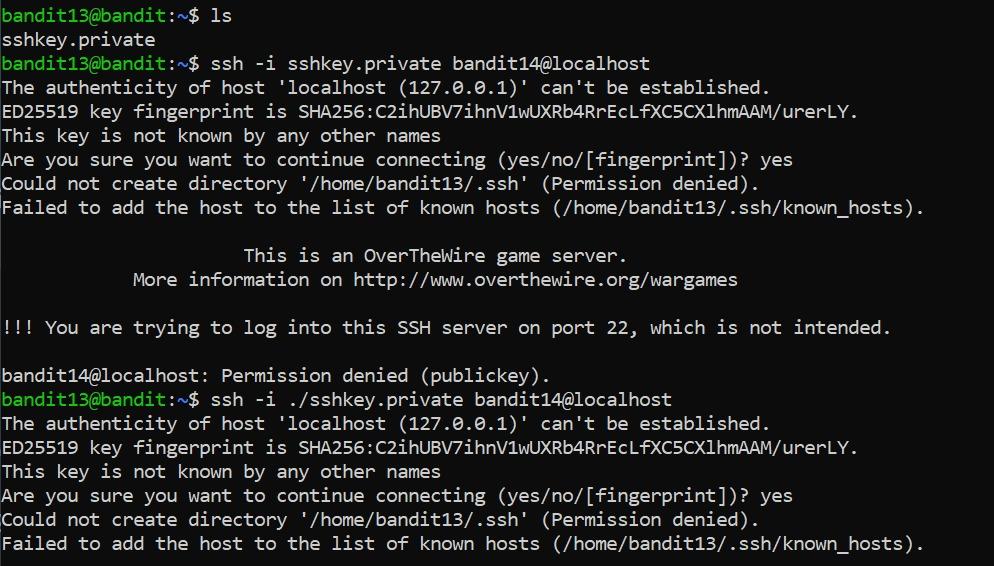 bandit13@bandit:~$ ls
sshkey.private
bandit13@bandit:~$ ssh -i sshkey.private bandit14@localhost
The authenticity of host 'localhost (127.0.0.1)' can't be established.
ED25519 key fingerprint is SHA256:C2ihUBV7ihnV1wUXRb4RrEcLfXC5CXlhmAAM/urerLY.
This key is not known by any other names
Are you sure you want to continue connecting (yes/no/[fingerprint])? yes
Could not create directory '/home/bandit13/.ssh' (Permission denied).
Failed to add the host to the list of known hosts (/home/bandit13/.ssh/known_hosts).
This is an OverTheWire game server.
More information on http://www.overthewire.org/wargames
!!! You are trying to log into this SSH server on port 22, which is not intended.
bandit14@localhost: Permission denied (publickey).
bandit13@bandit:~$ ssh -i ./sshkey.private bandit14@localhost
The authenticity of host 'localhost (127.0.0.1)' can't be established.
ED25519 key fingerprint is SHA256:C2ihUBV7ihnV1wUXRb4RrEcLfXC5CXlhmAAM/urerLY.
This key is not known by any other names
Are you sure you want to continue connecting (yes/no/[fingerprint])? yes
Could not create directory '/home/bandit13/.ssh' (Permission denied).
Failed to add the host to the list of known hosts (/home/bandit13/.ssh/known_hosts).